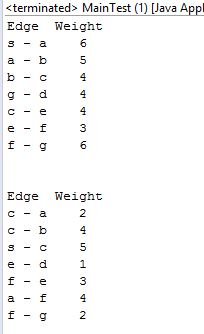 <terminated> MainTest (1) [Java Appl
Edge Weight
s - a 6
a - b 5
b - c 4
g - d 4
c - e 4
e - f 3
f - g 6
Edge Weight
c - a 2
c - b 4
s - c 5
e - d 1
f - e 3
a - f 4
f - g 2